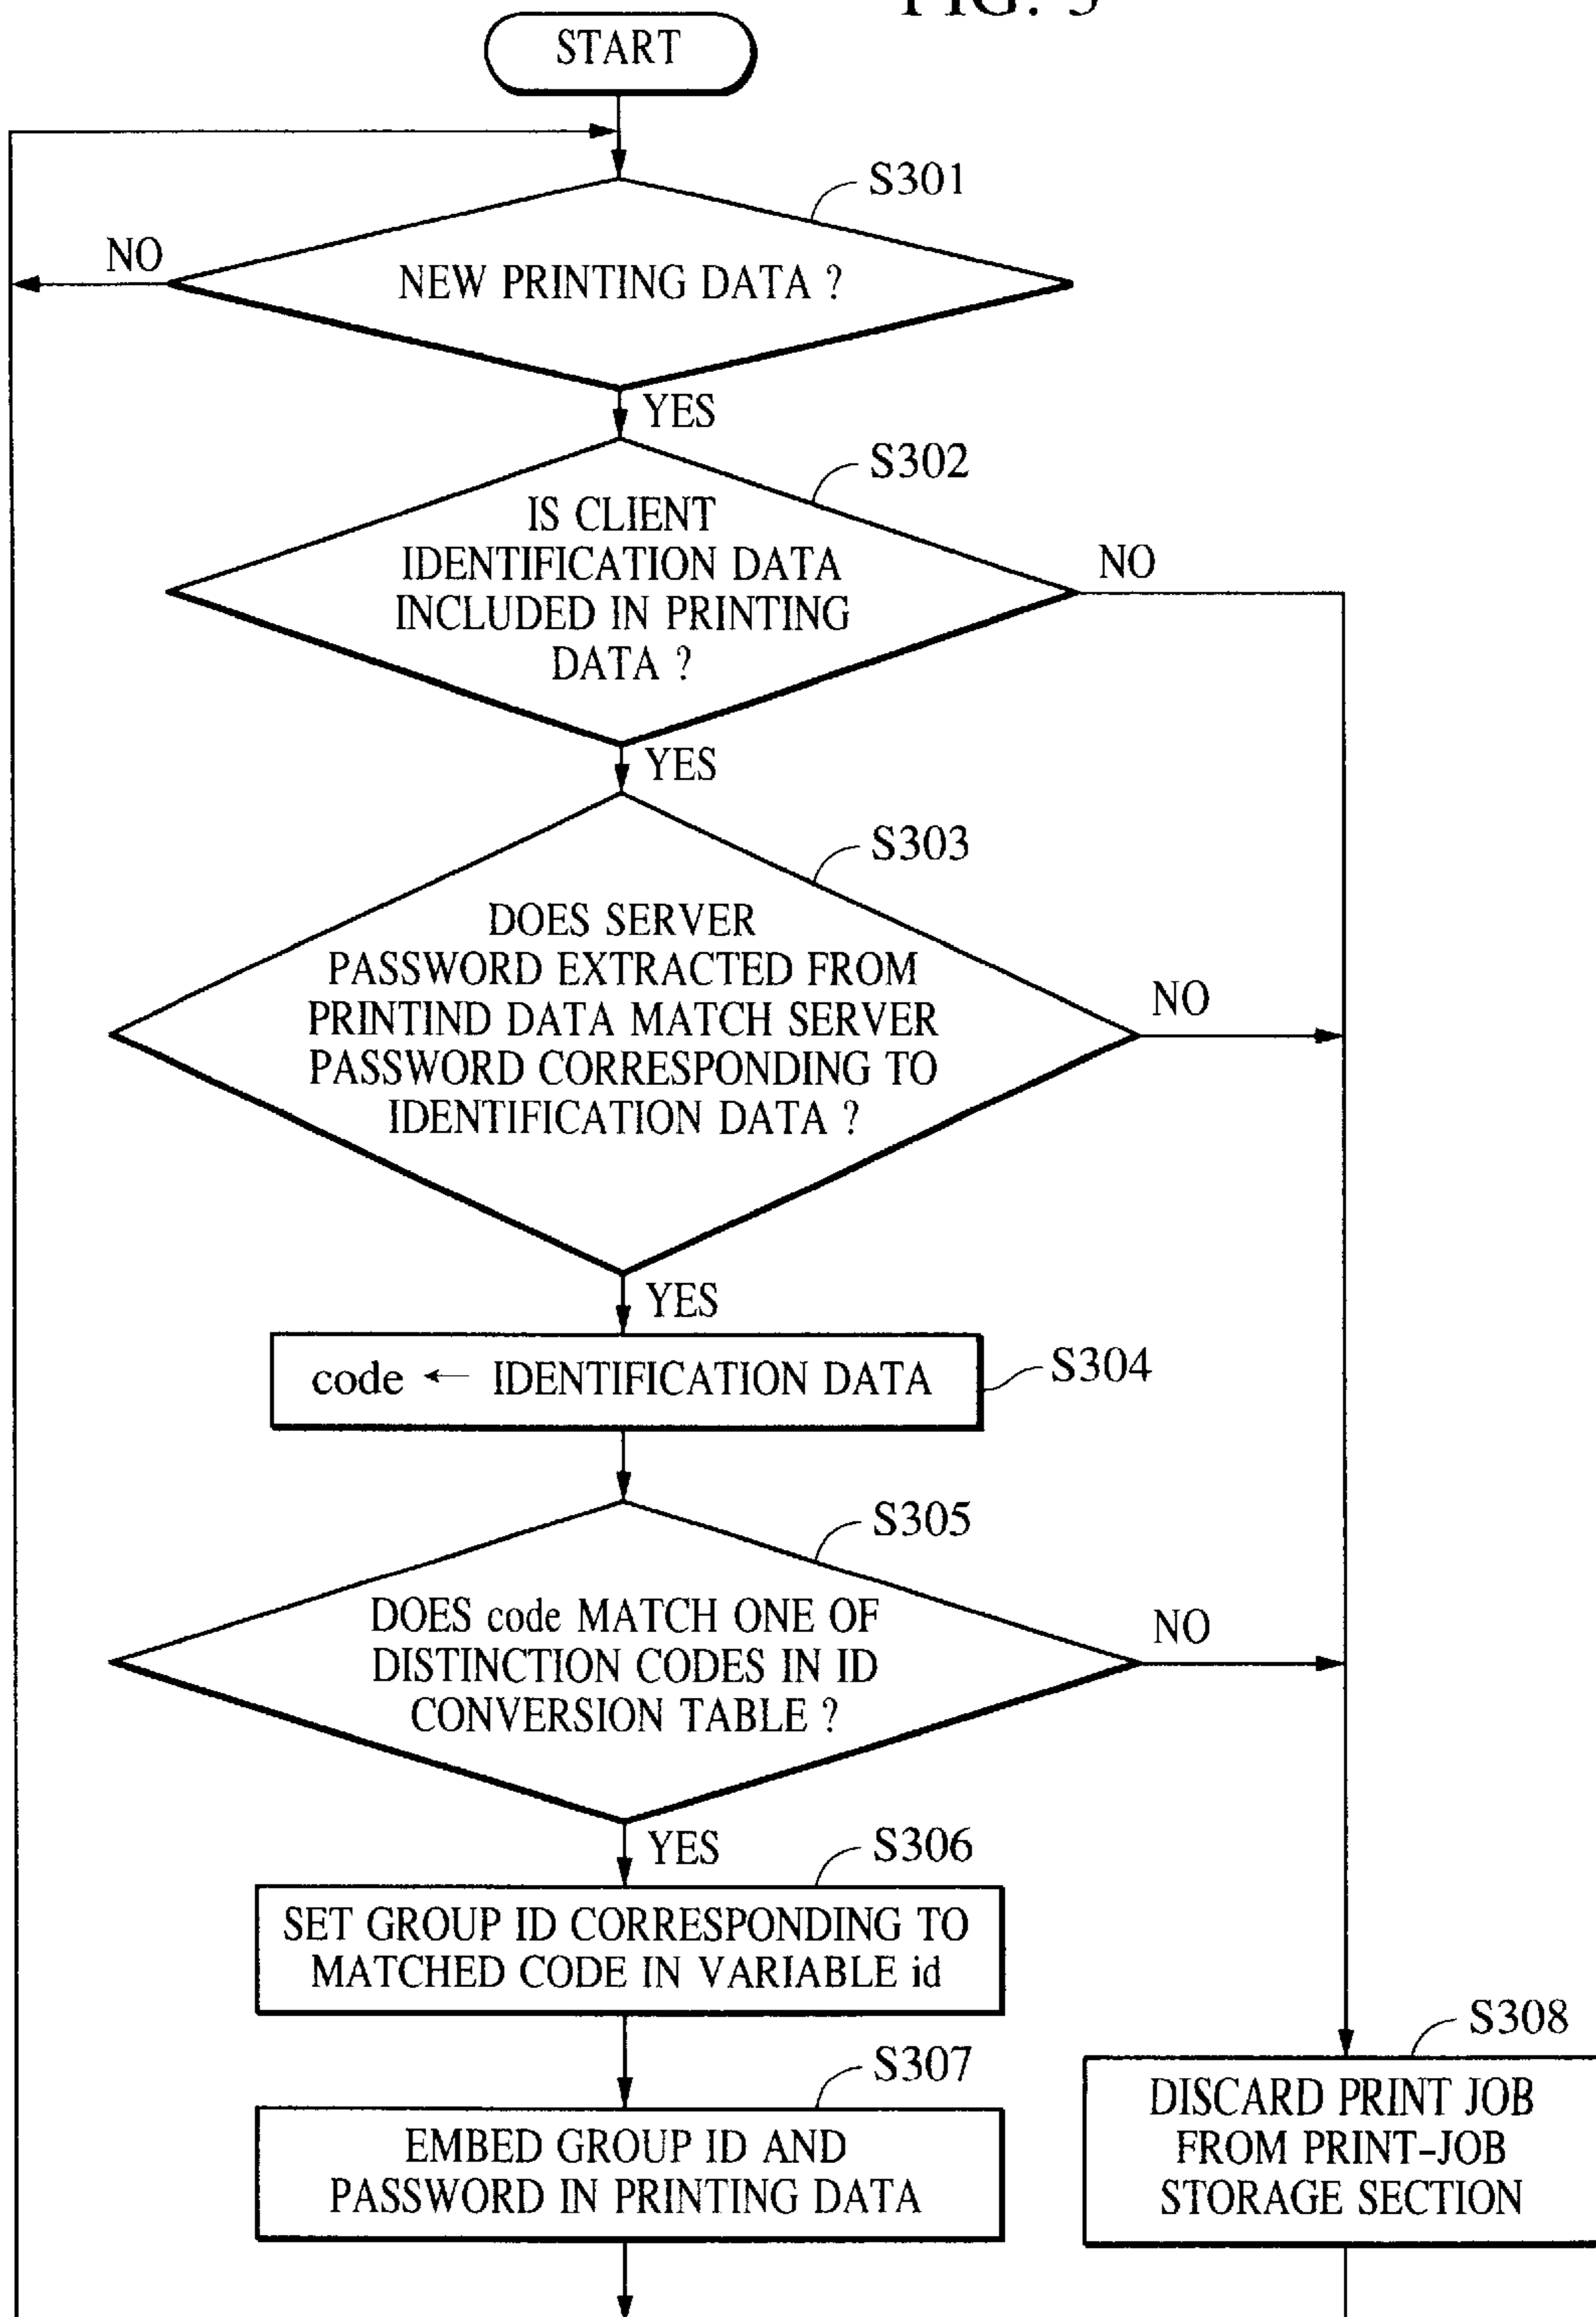 FIG. 3
START
S301
NO
NEW PRINTING DATA ?
YES
S302
IS CLIENT
IDENTIFICATION DATA
INCLUDED IN PRINTING
DATA ?
NO
YES
S303
DOES SERVER
PASSWORD EXTRACTED FROM
PRINTIND DATA MATCH SERVER
PASSWORD CORRESPONDING TO
IDENTIFICATION DATA ?
NO
YES
code ← IDENTIFICATION DATA
S304
S305
DOES code MATCH ONE OF
DISTINCTION CODES IN ID
CONVERSION TABLE ?
NO
YES
S306
SET GROUP ID CORRESPONDING TO
MATCHED CODE IN VARIABLE id
S307
EMBED GROUP ID AND
PASSWORD IN PRINTING DATA
S308
DISCARD PRINT JOB
FROM PRINT-JOB
STORAGE SECTION